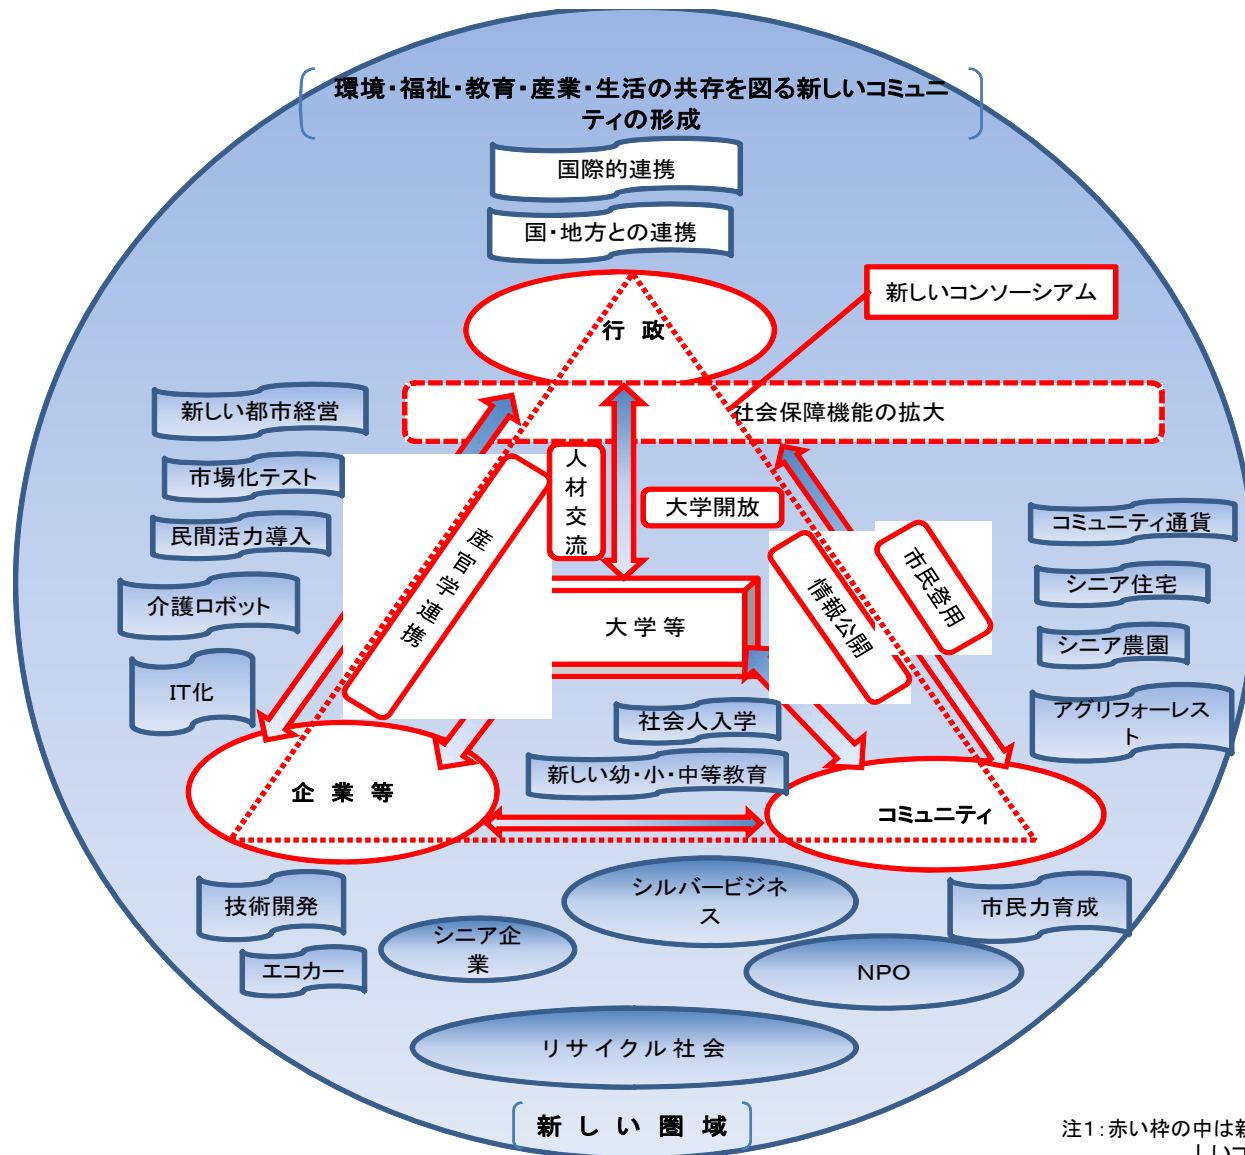 環境・福祉・教育・産業・生活の共存を図る新しいコミュニ
ティの形成
国際的連携
国・地方との連携
新しいコンソーシアム
行 政
新しい都市経営
社会保障機能の拡大
市場化テスト
人
材
交
流
大学開放
民間活力導入
産官学連携
情報公開
市民登用
コミュニティ通貨
介護ロボット
シニア住宅
大 学 等
シニア農園
IT化
社会人入学
アグリフォーレス
ト
新しい幼・小・中等教育
企 業 等
コミュニティ
技術開発
シルバービジネ
ス
市民力育成
シニア企
業
エコカー
NPO
リサイクル社会
新 し い 圏 域
注1:赤い枠の中は新
しいコ